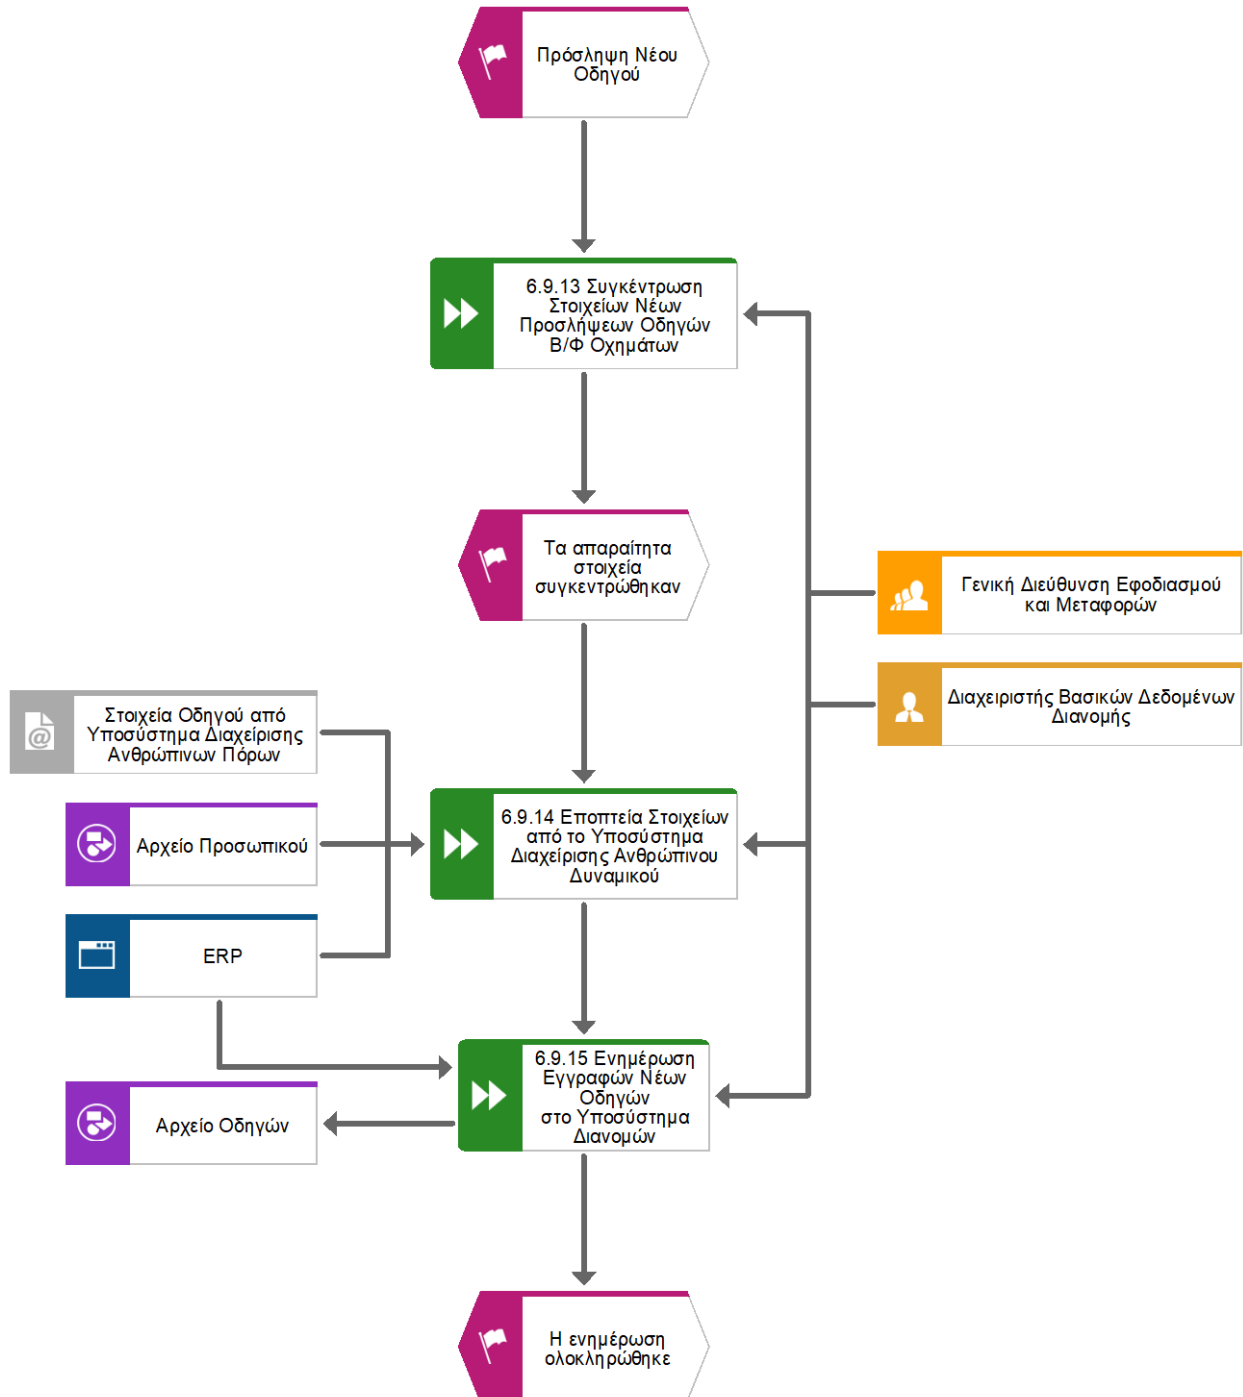 Πρόσληψη Νέου
Οδηγού
6.9.13 Συγκέντρωση
Στοιχείων Νέων
Προσλήψεων Οδηγών
Β/Φ Οχημάτων
Τα απαραίτητα
στοιχεία
συγκεντρώθηκαν
Γενική Διεύθυνση Εφοδιασμού
και Μεταφορών
Διαχειριστής Βασικών Δεδομένων
Διανομής
Στοιχεία Οδηγού από
Υποσύστημα Διαχείρισης
Ανθρώπινων Πόρων
@
Αρχείο Προσωπικού
6.9.14 Εποπτεία Στοιχείων
από το Υποσύστημα
Διαχείρισης Ανθρώπινου
Δυναμικού
ERP
6.9.15 Ενημέρωση
Εγγραφών Νέων
Οδηγών
στο Υποσύστημα
Διανομών
Αρχείο Οδηγών
Η ενημέρωση
ολοκληρώθηκε